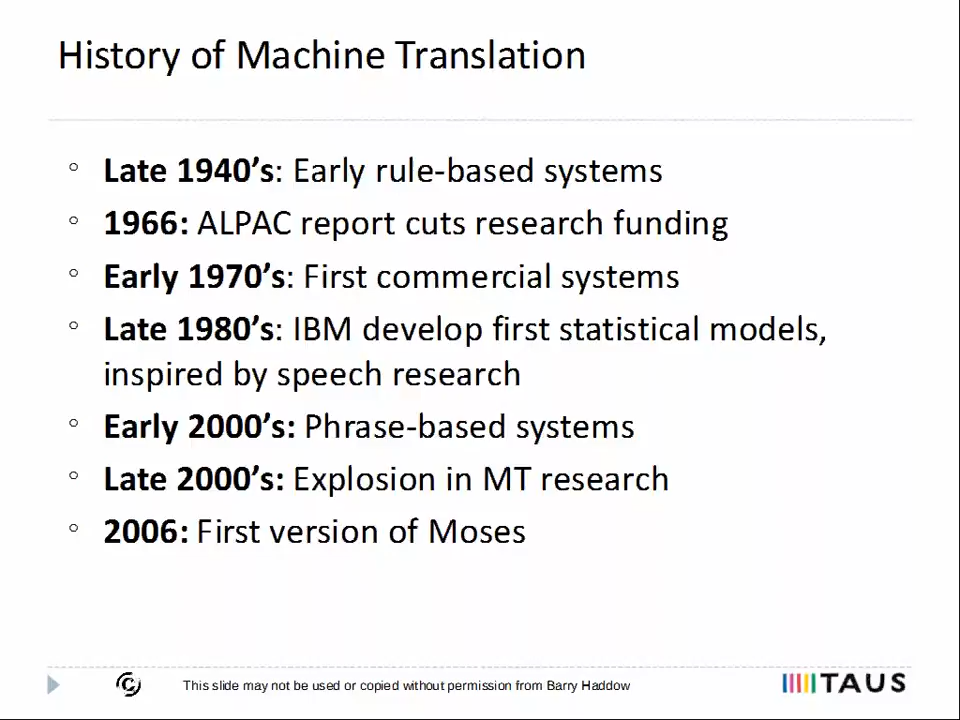 History of Machine Translation
Late 1940’s: Early rule-based systems
1966: ALPAC report cuts research funding
Early 1970’s: First commercial systems
Late 1980’s: IBM develop first statistical models,
inspired by speech research
Early 2000’s: Phrase-based systems
Late 2000’s: Explosion in MT research
2006: First version of Moses
This slide may not be used or copied without permission from Barry Haddow
TAUS